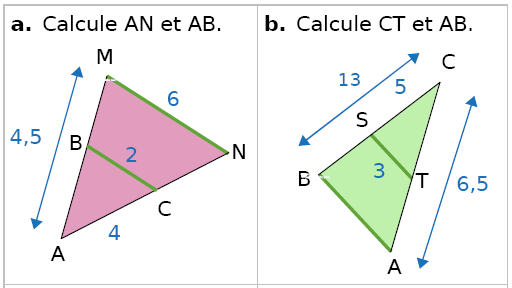 a. Calcule AN et AB.
M
6
4,5
B
2
N
C
4
A
b. Calcule CT et AB.
13
5
C
S
B
3
T
6,5
A